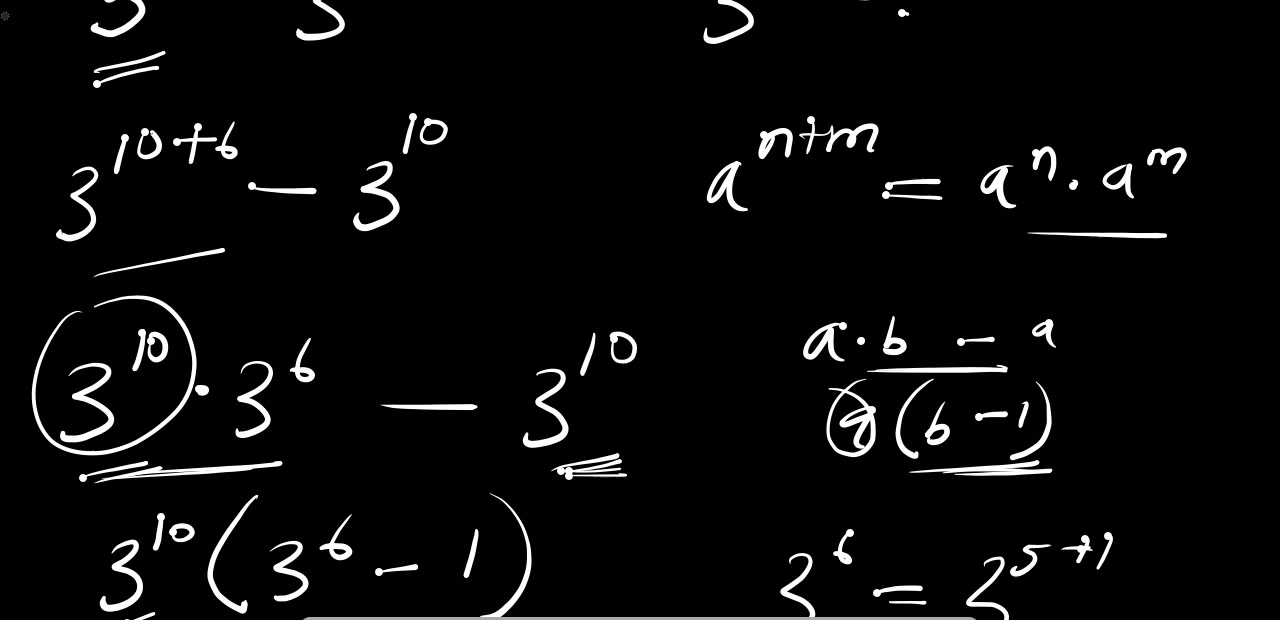 3^{10+6} - 3^{10}
a^{n+m} = a^n · a^m
3^{10} · 3^6 - 3^{10}
a · b - a
a (b - 1)
3^{10} (3^6 - 1)
3^6 = 3^{5+1}